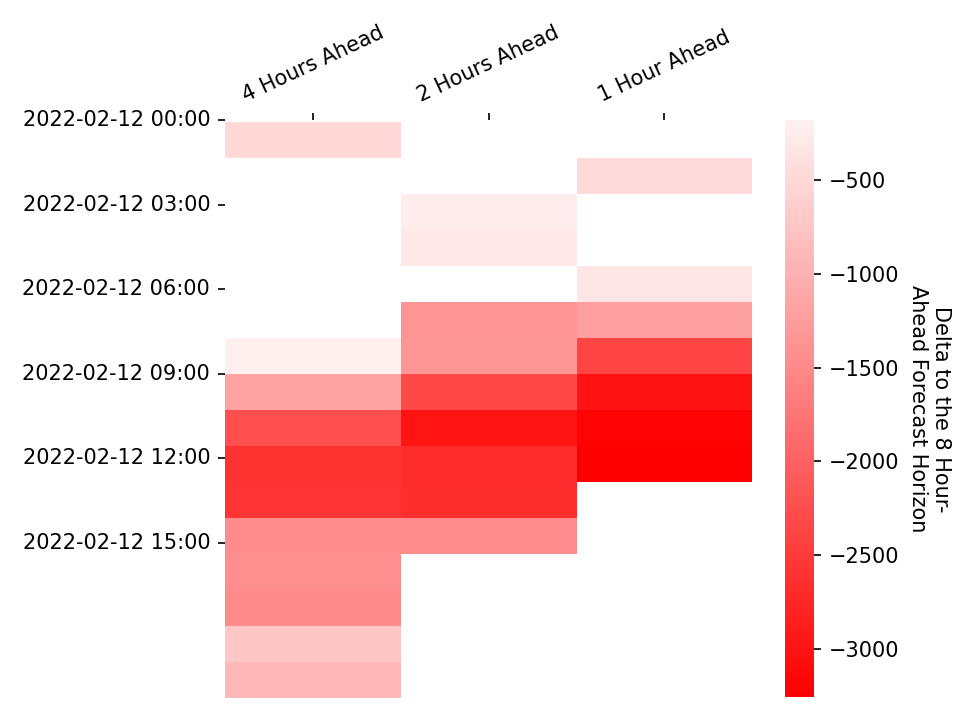 4 Hours Ahead
2 Hours Ahead
1 Hour Ahead
2022-02-12 00:00
2022-02-12 03:00
2022-02-12 06:00
2022-02-12 09:00
2022-02-12 12:00
2022-02-12 15:00
−500
−1000
−1500
−2000
−2500
−3000
Delta to the 8 Hour-
Ahead Forecast Horizon